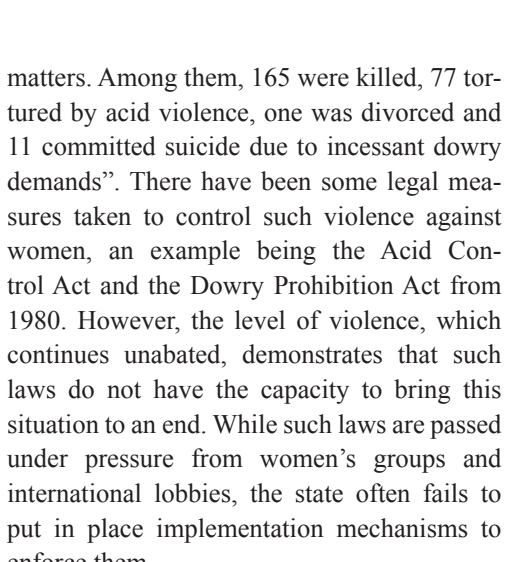 matters. Among them, 165 were killed, 77 tor-
tured by acid violence, one was divorced and
11 committed suicide due to incessant dowry
demands”. There have been some legal mea-
sures taken to control such violence against
women, an example being the Acid Con-
trol Act and the Dowry Prohibition Act from
1980. However, the level of violence, which
continues unabated, demonstrates that such
laws do not have the capacity to bring this
situation to an end. While such laws are passed
under pressure from women’s groups and
international lobbies, the state often fails to
put in place implementation mechanisms to
enforce them